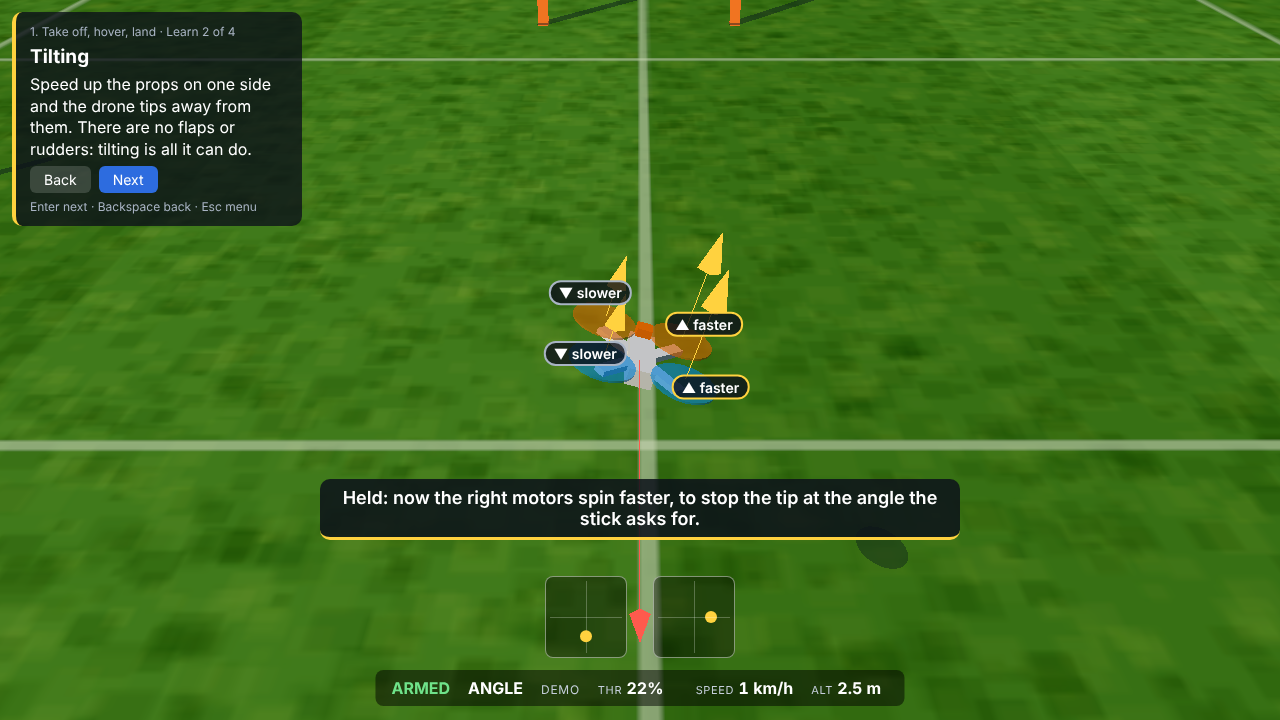 1. Take off, hover, land · Learn 2 of 4
Tilting
Speed up the props on one side
and the drone tips away from
them. There are no flaps or
rudders: tilting is all it can do.
Back Next
Enter next · Backspace back · Esc menu
▼ slower
▲ faster
▼ slower
▲ faster
Held: now the right motors spin faster, to stop the tip at the angle the
stick asks for.
ARMED ANGLE DEMO THR 22% SPEED 1 km/h ALT 2.5 m